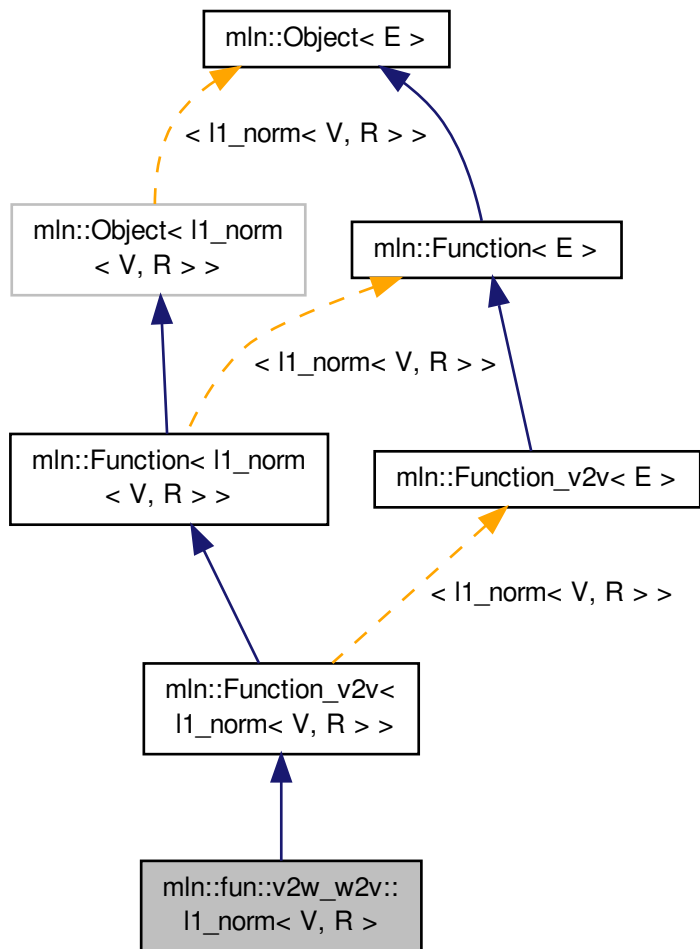 mln::Object< E >
< l1_norm< V, R > >
mln::Object< l1_norm
< V, R > >
mln::Function< E >
< l1_norm< V, R > >
mln::Function< l1_norm
< V, R > >
mln::Function_v2v< E >
< l1_norm< V, R > >
mln::Function_v2v<
l1_norm< V, R > >
mln::fun::v2w_w2v::
l1_norm< V, R >